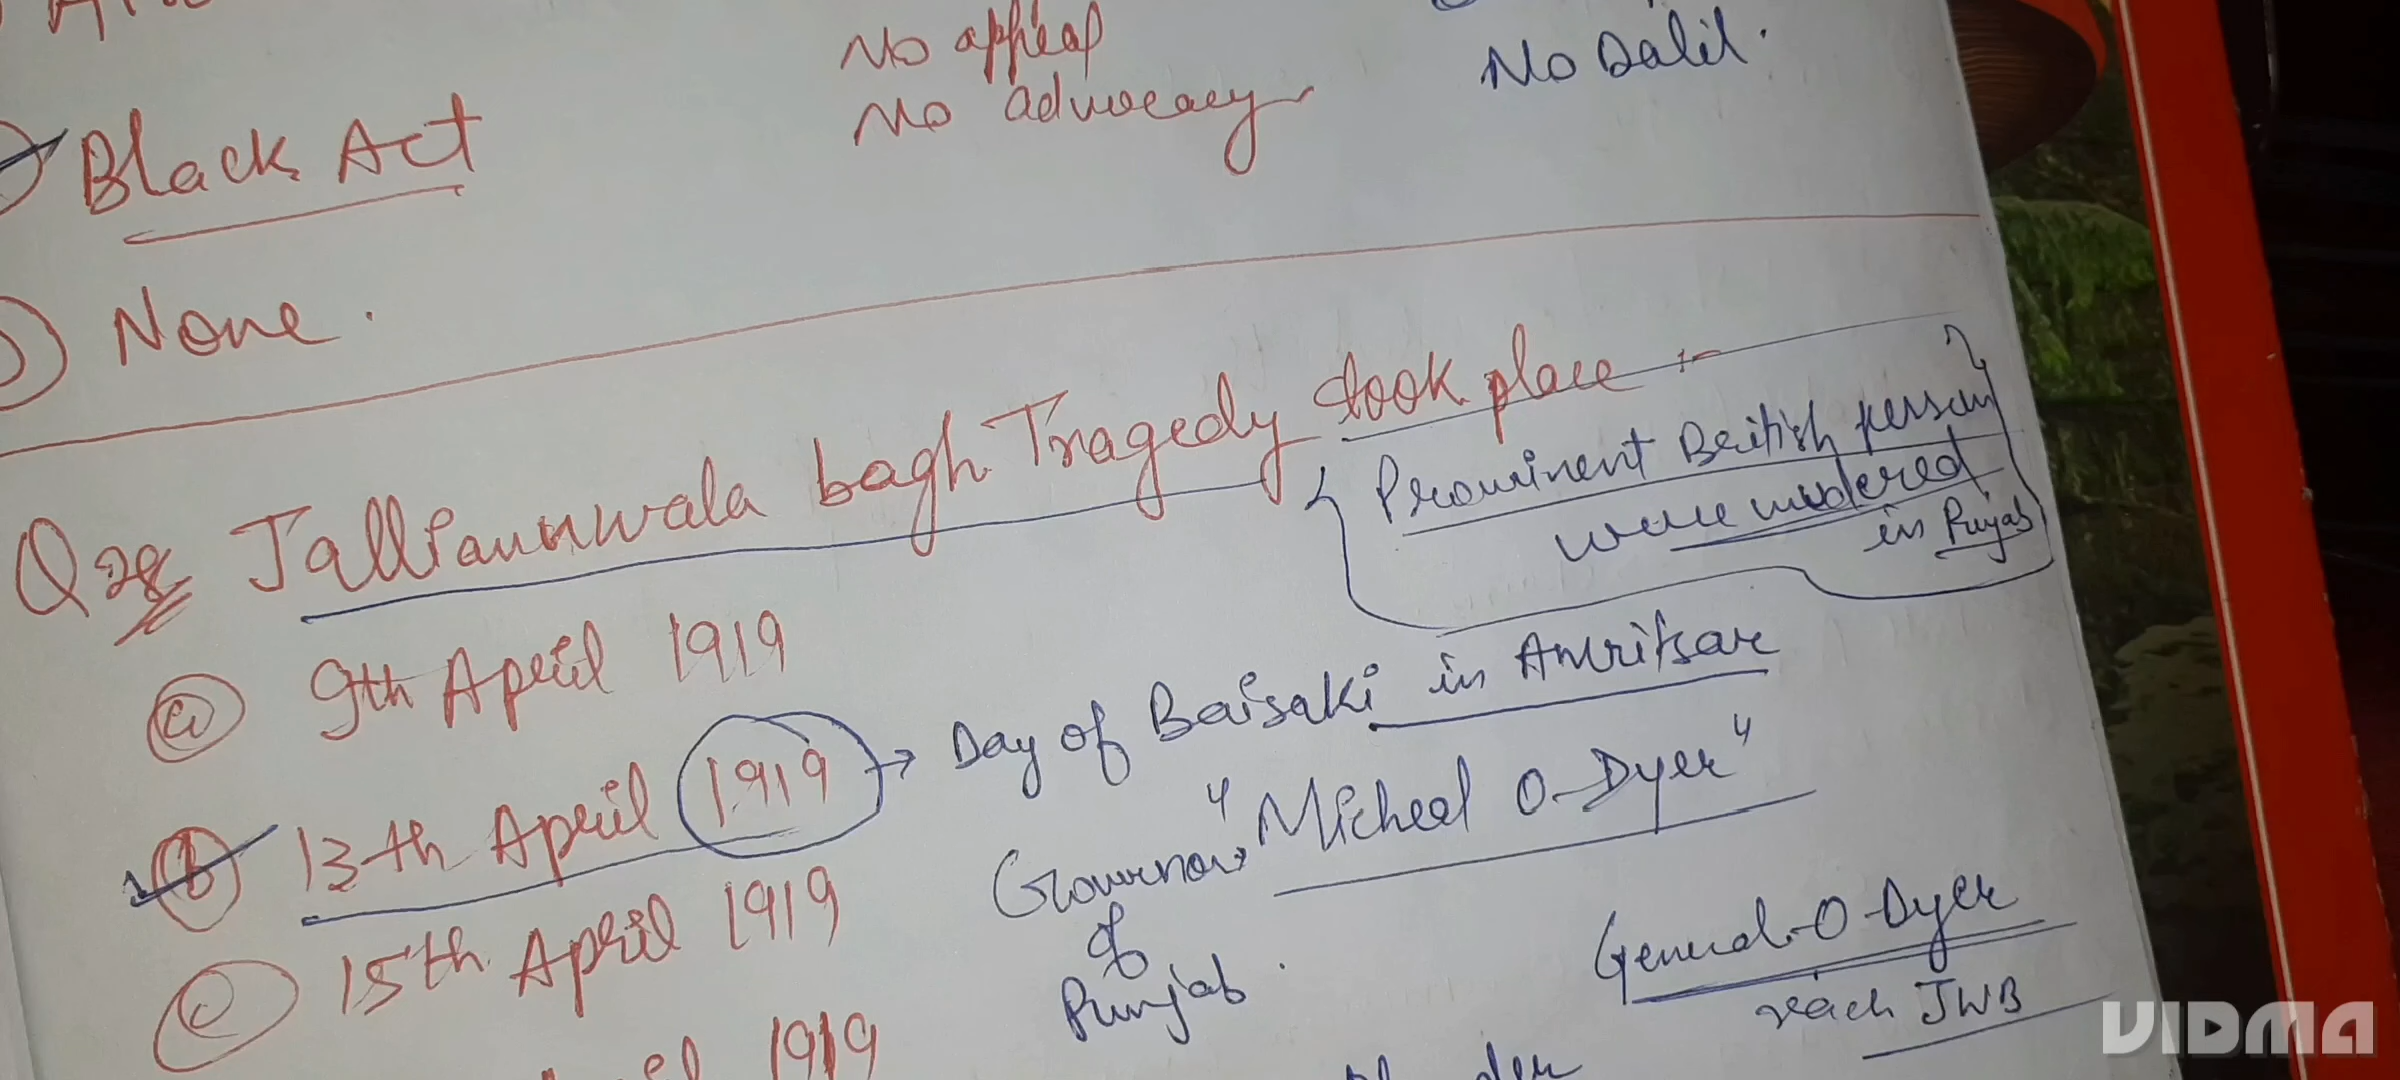 No appeal
No Dalil.
No advocacy
Black Act
None.
Q28 Jallianwala bagh Tragedy took place :-
Prominent British person
were mudered
in Punjab
a 9th April 1919
b 13th April 1919 → Day of Baisaki in Amritsar
Governor "Micheal O-Dyer"
of
Punjab.
c 15th April 1919
General-O-Dyer
reach JWB
1919
VIDMA